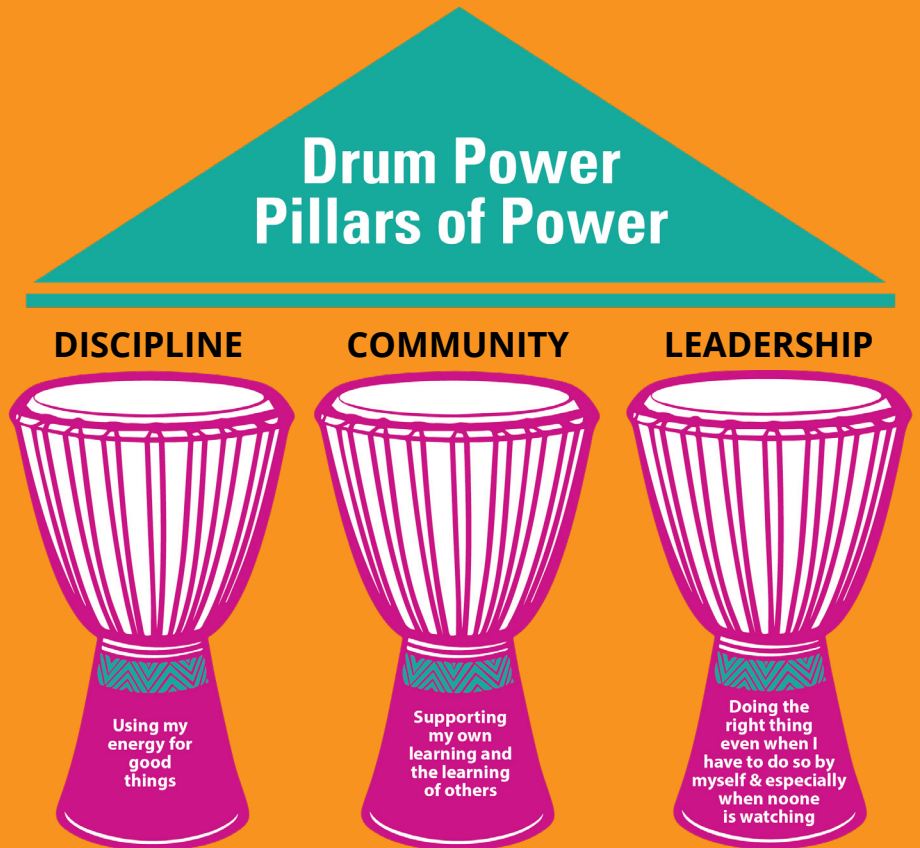 Drum Power
Pillars of Power
DISCIPLINE
COMMUNITY
LEADERSHIP
Using my
energy for
good
things
Supporting
my own
learning and
the learning
of others
Doing the
right thing
even when I
have to do so by
myself & especially
when noone
is watching